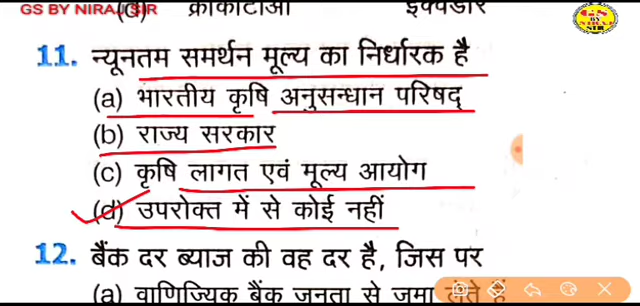 GS BY NIRAJ SIR
(c) क्राकाटाओ इक्वेडोर
11. न्यूनतम समर्थन मूल्य का निर्धारक है
(a) भारतीय कृषि अनुसन्धान परिषद्
(b) राज्य सरकार
(c) कृषि लागत एवं मूल्य आयोग
(d) उपरोक्त में से कोई नहीं
12. बैंक दर ब्याज की वह दर है, जिस पर
(a) वाणिज्यिक बैंक जनता से जमा लेते हैं